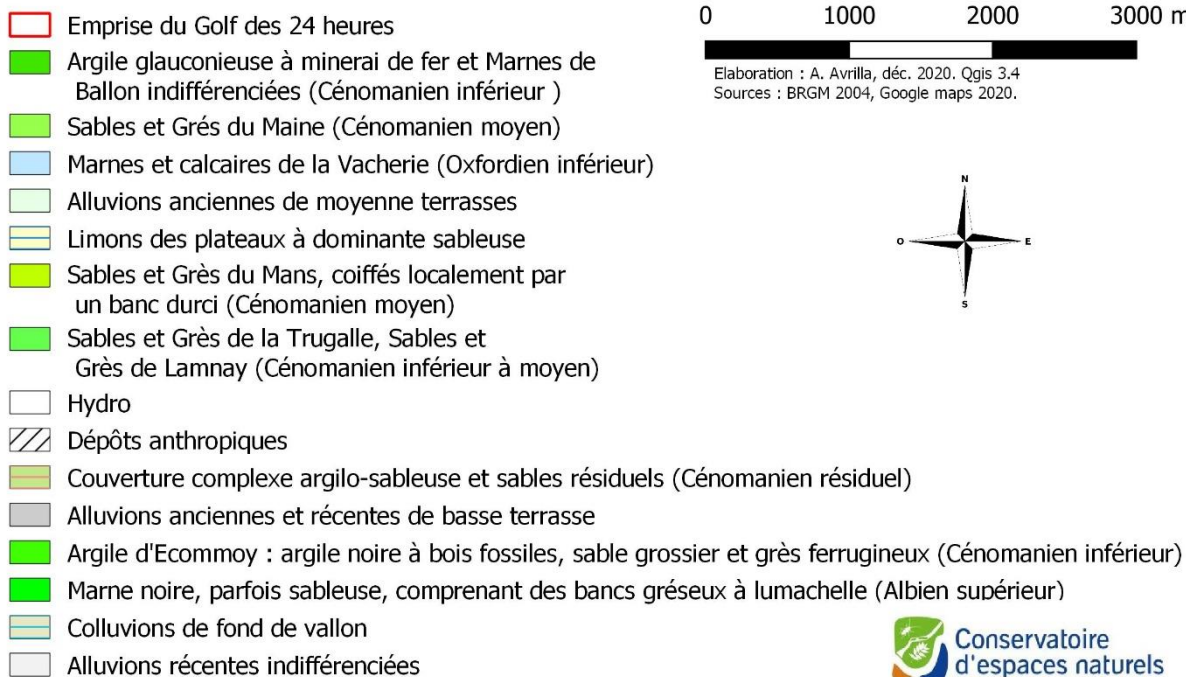 Emprise du Golf des 24 heures
Argile glauconieuse à minerai de fer et Marnes de
Ballon indifférenciées (Cénomanien inférieur )
Sables et Grés du Maine (Cénomanien moyen)
Marnes et calcaires de la Vacherie (Oxfordien inférieur)
Alluvions anciennes de moyenne terrasses
Limons des plateaux à dominante sableuse
Sables et Grès du Mans, coiffés localement par
un banc durci (Cénomanien moyen)
Sables et Grès de la Trugalle, Sables et
Grès de Lamnay (Cénomanien inférieur à moyen)
Hydro
Dépôts anthropiques
Couverture complexe argilo-sableuse et sables résiduels (Cénomanien résiduel)
Alluvions anciennes et récentes de basse terrasse
Argile d'Ecommoy : argile noire à bois fossiles, sable grossier et grès ferrugineux (Cénomanien inférieur)
Marne noire, parfois sableuse, comprenant des bancs gréseux à lumachelle (Albien supérieur)
Colluvions de fond de vallon
Alluvions récentes indifférenciées
0 1000 2000 3000 m
Elaboration : A. Avrilla, déc. 2020. Qgis 3.4
Sources : BRGM 2004, Google maps 2020.
N
O E
S
Conservatoire
d'espaces naturels